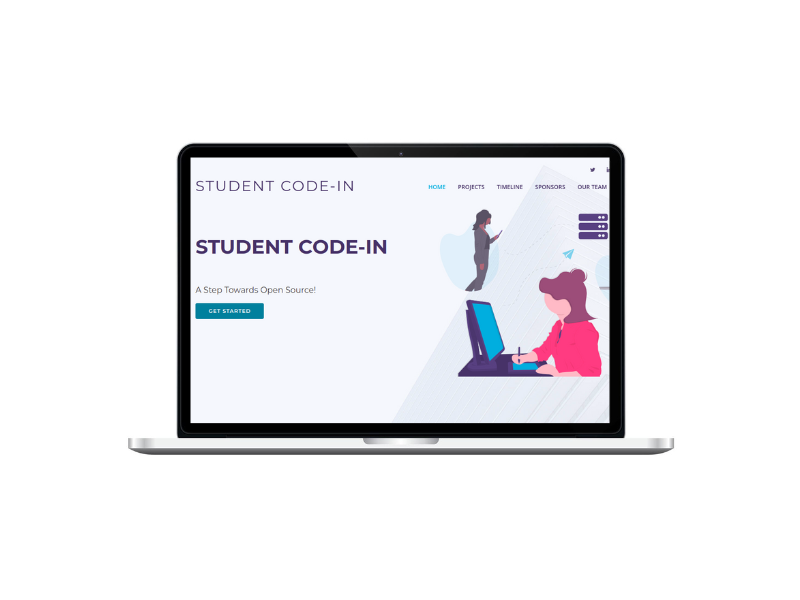 STUDENT CODE-IN
HOME PROJECTS TIMELINE SPONSORS OUR TEAM
STUDENT CODE-IN
A Step Towards Open Source!
GET STARTED